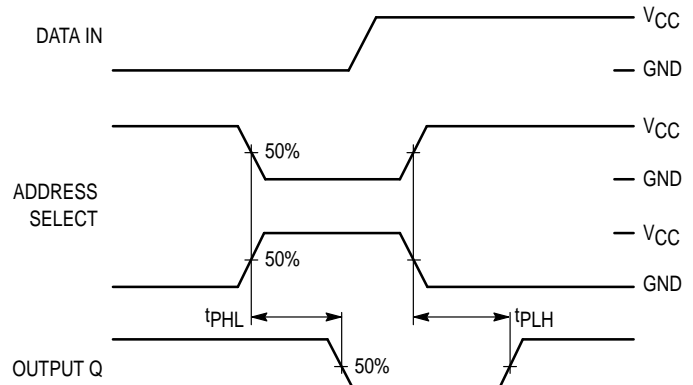 DATA IN
VCC
GND
50%
VCC
GND
ADDRESS
SELECT
VCC
50%
GND
tPHL
tPLH
OUTPUT Q
50%